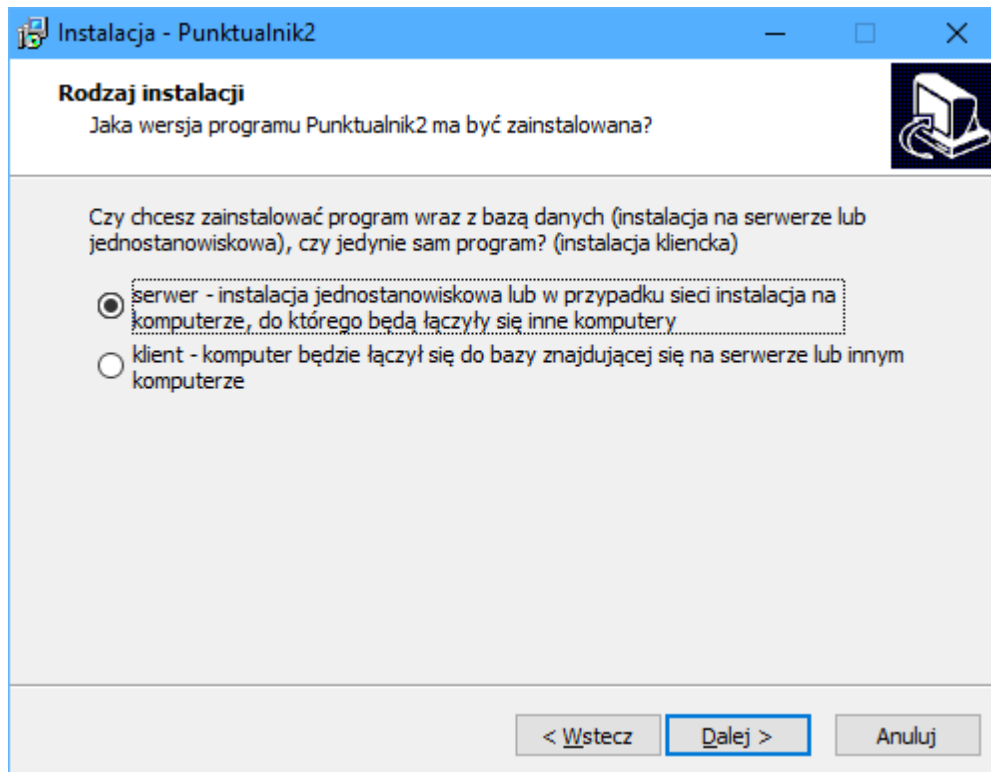 Instalacja - Punktualnik2
Rodzaj instalacji
Jaka wersja programu Punktualnik2 ma być zainstalowana?
Czy chcesz zainstalować program wraz z bazą danych (instalacja na serwerze lub
jednostanowiskowa), czy jedynie sam program? (instalacja kliencka)
serwer - instalacja jednostanowiskowa lub w przypadku sieci instalacja na
komputerze, do którego będą łączyły się inne komputery
klient - komputer będzie łączył się do bazy znajdującej się na serwerze lub innym
komputerze
< Wstecz
Dalej >
Anuluj